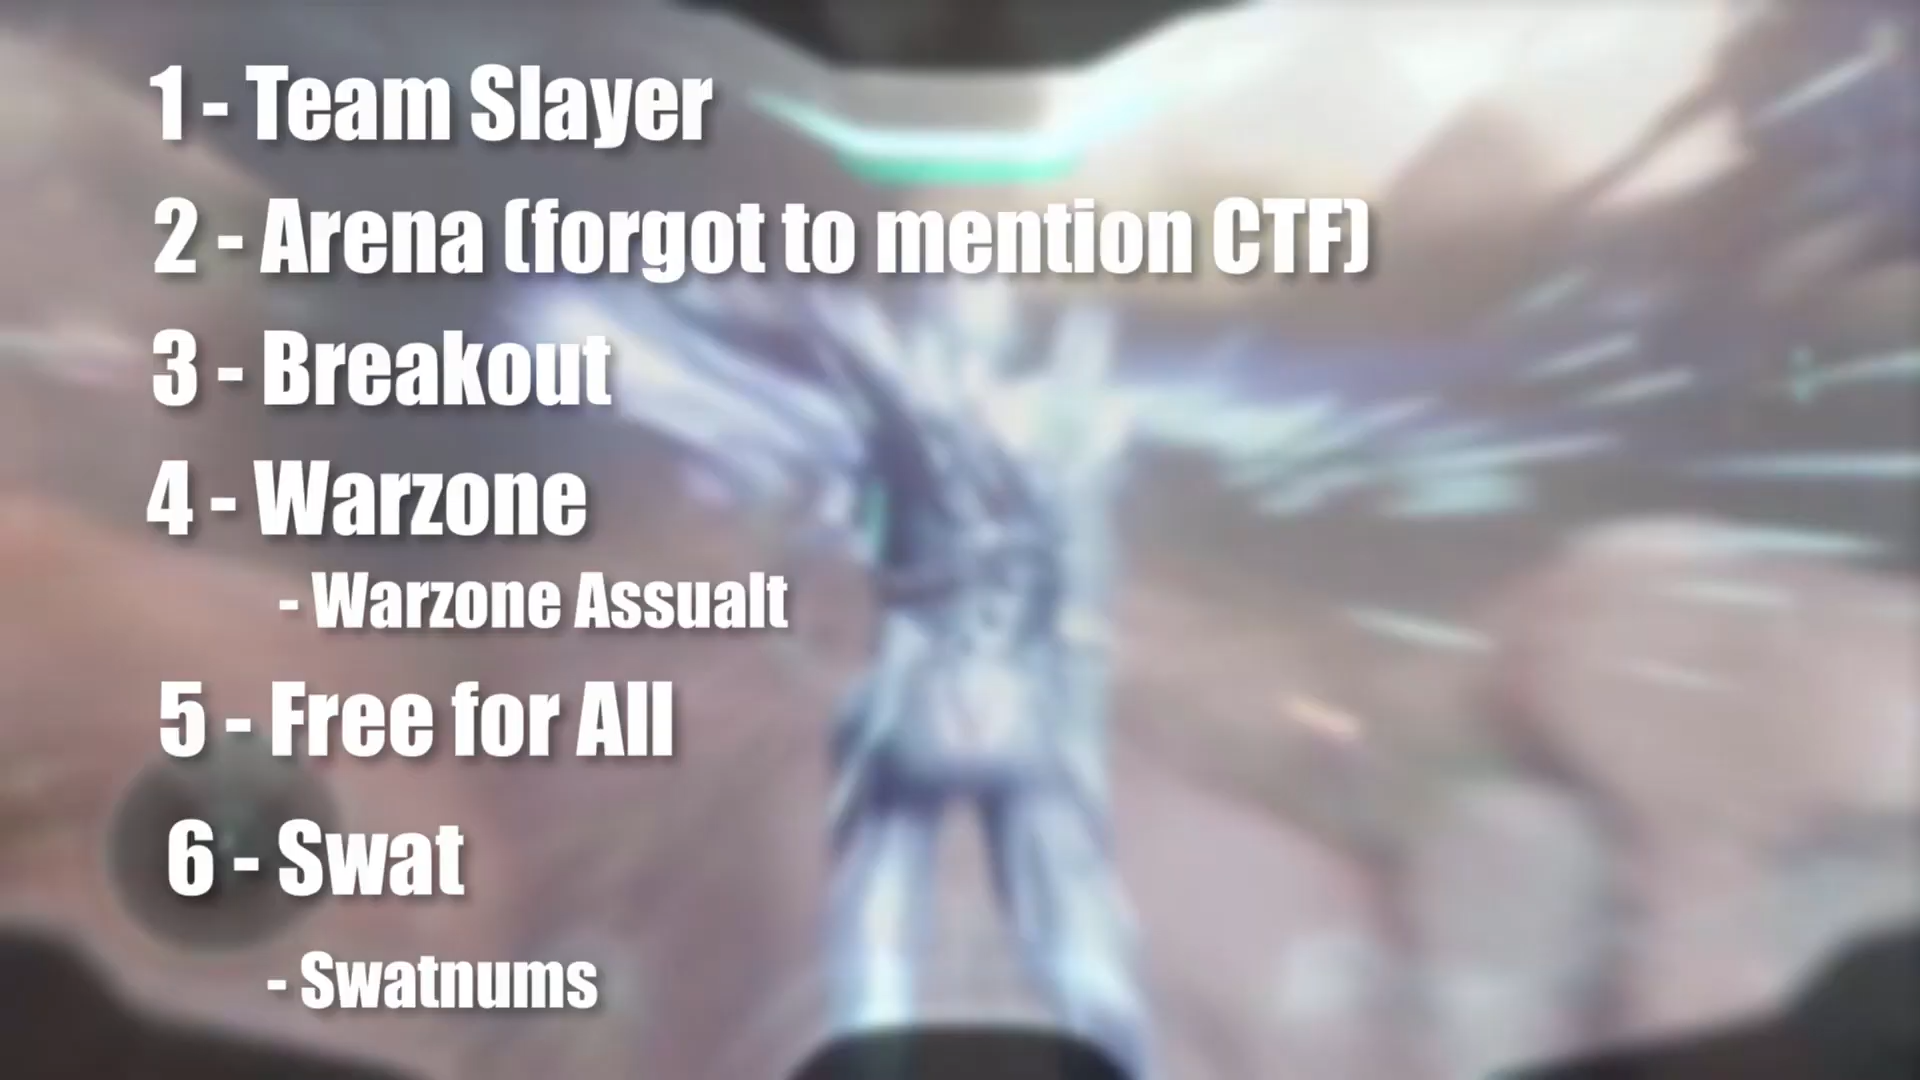 1 - Team Slayer
2 - Arena (forgot to mention CTF)
3 - Breakout
4 - Warzone
- Warzone Assualt
5 - Free for All
6 - Swat
- Swatnums